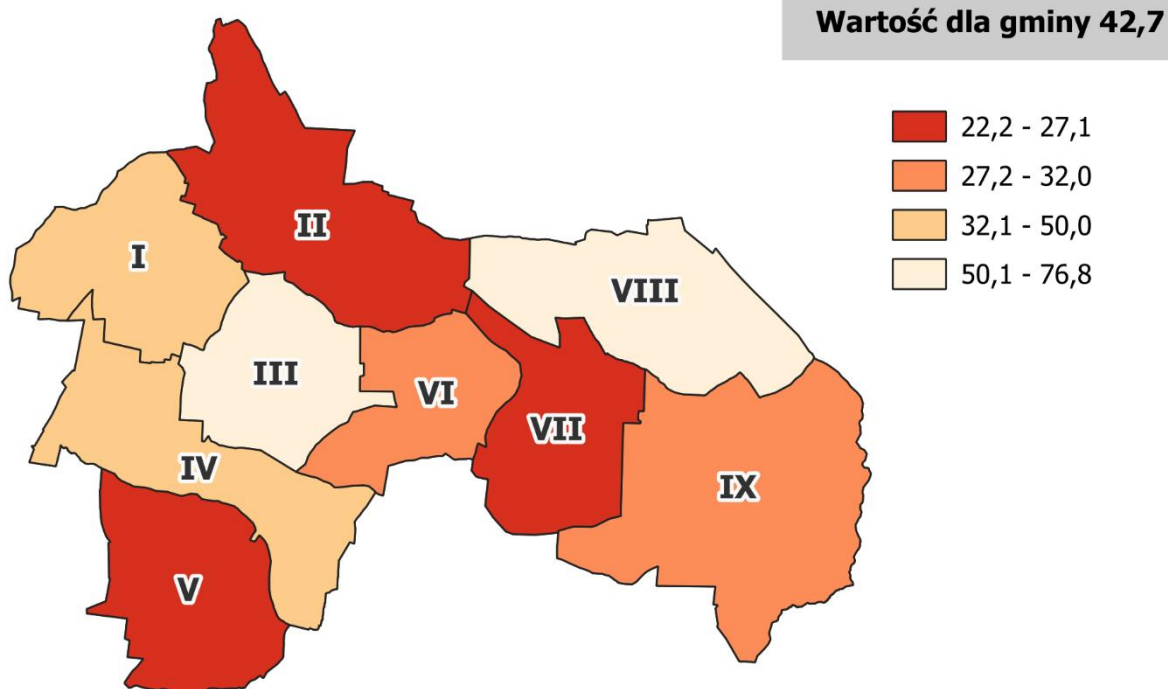 Wartość dla gminy 42,7
22,2 - 27,1
27,2 - 32,0
32,1 - 50,0
50,1 - 76,8
I
II
III
IV
V
VI
VII
VIII
IX